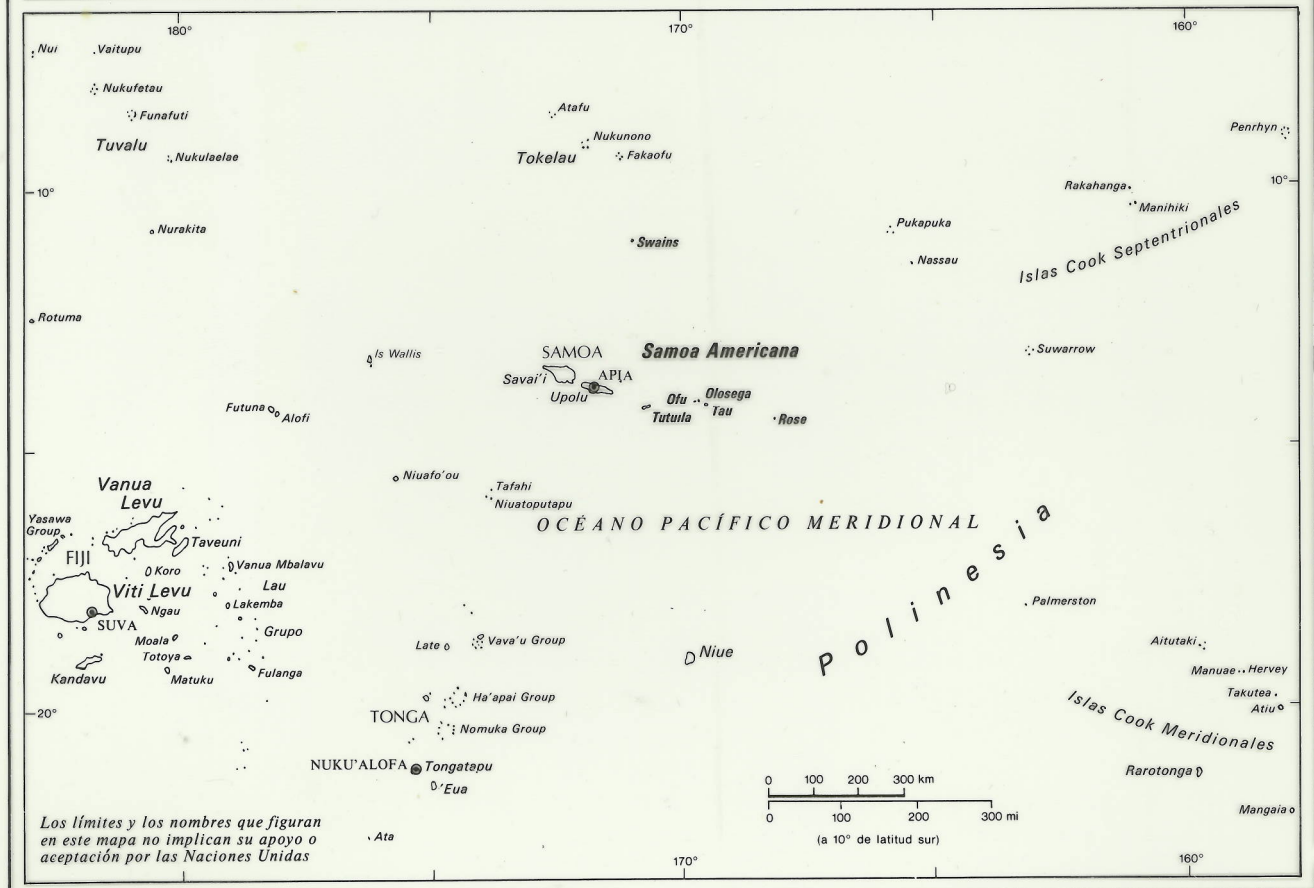 180°
170°
160°
Nui
Vaitupu
Nukufetau
Funafuti
Tuvalu
Nukulaelae
Atafu
Nukunono
Tokelau
Fakaofu
Penrhyn
10°
10°
Rakahanga
Manihiki
Nurakita
Swains
Pukapuka
Nassau
Islas Cook Septentrionales
Rotuma
Is Wallis
SAMOA
Samoa Americana
Suwarrow
Savai'i
APIA
Upolu
Ofu
Olosega
Tutuila
Tau
Rose
Futuna
Alofi
Niuafo'ou
Tafahi
Niuatoputapu
OCÉANO PACÍFICO MERIDIONAL
Polinesia
Vanua
Levu
Yasawa
Group
Taveuni
FIJI
Koro
Vanua Mbalavu
Viti Levu
Lau
Ngau
Lakemba
SUVA
Grupo
Moala
Totoya
Kandavu
Matuku
Fulanga
Late
Vava'u Group
Niue
Palmerston
Aitutaki
Manuae
Hervey
Takutea
Atiu
Islas Cook Meridionales
Ha'apai Group
20°
TONGA
Nomuka Group
NUKU'ALOFA
Tongatapu
'Eua
Rarotonga
Mangaia
Ata
0 100 200 300 km
0 100 200 300 mi
(a 10° de latitud sur)
Los límites y los nombres que figuran
en este mapa no implican su apoyo o
aceptación por las Naciones Unidas
170°
160°